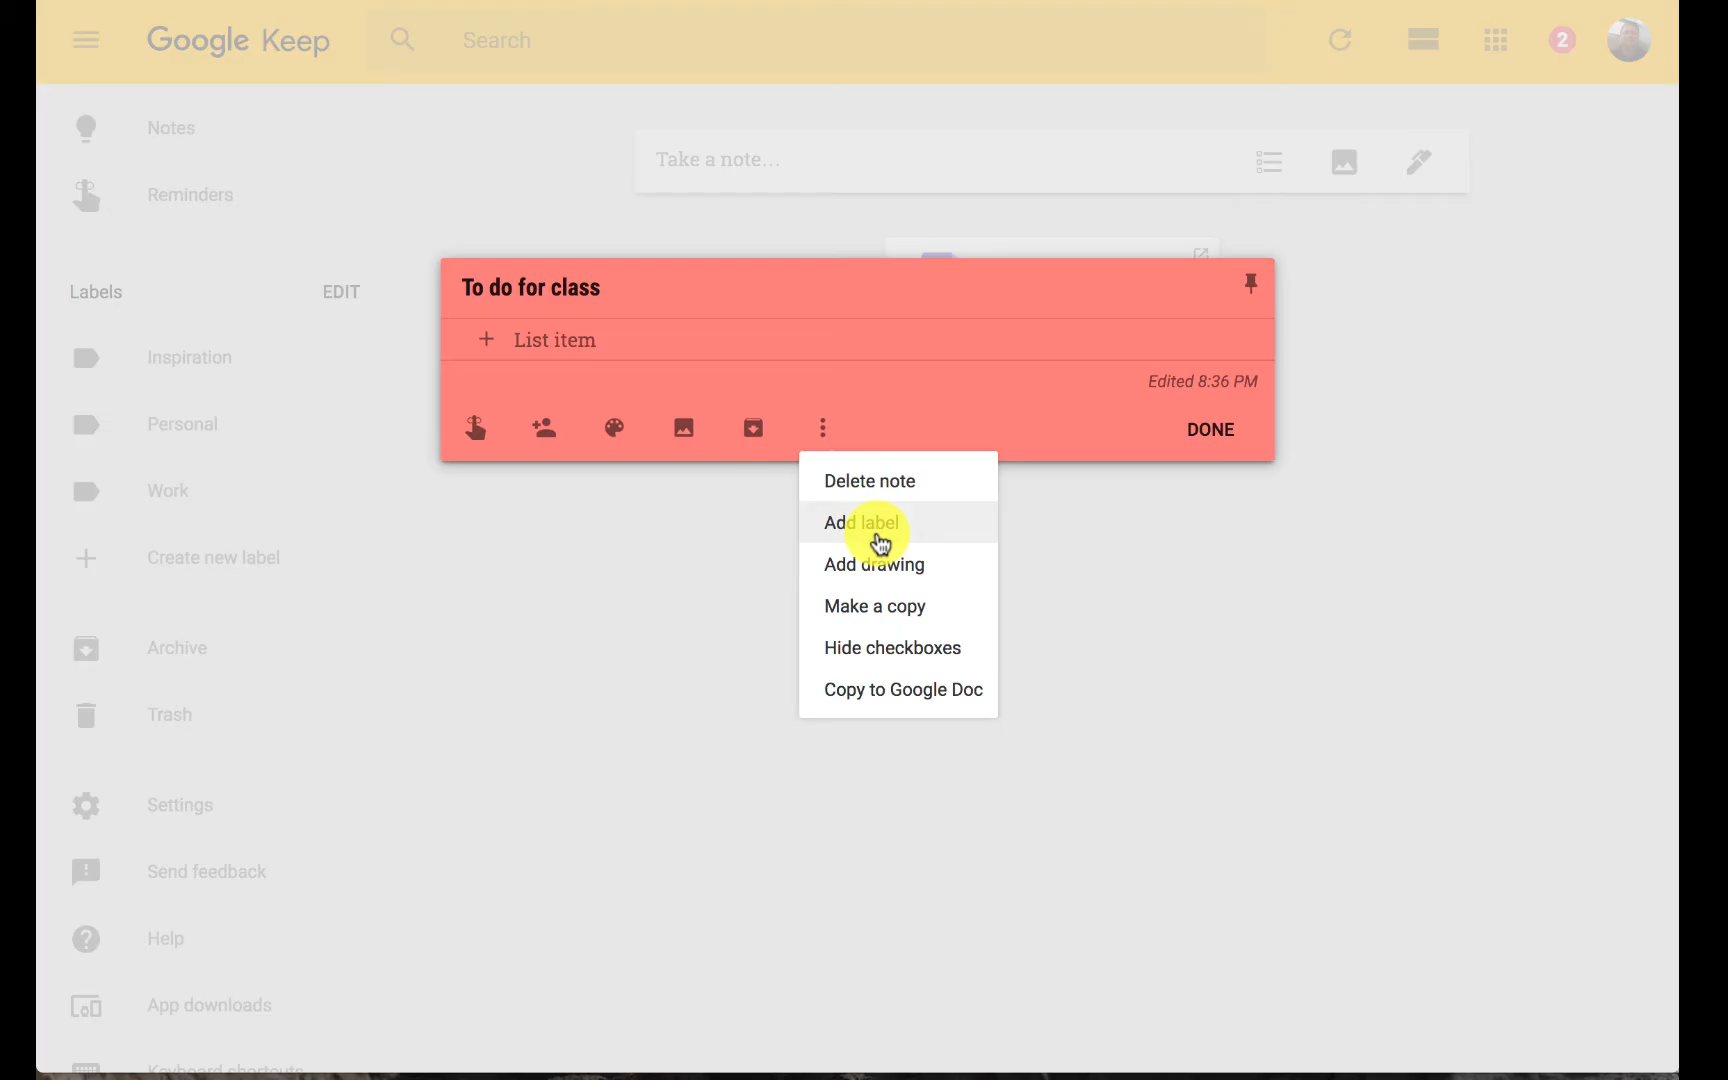 Google Keep
Search
2
Notes
Reminders
Take a note...
Labels
EDIT
Inspiration
Personal
Work
Create new label
Archive
Trash
Settings
Send feedback
Help
App downloads
Keyboard shortcuts
To do for class
+ List item
Edited 8:36 PM
DONE
Delete note
Add label
Add drawing
Make a copy
Hide checkboxes
Copy to Google Doc